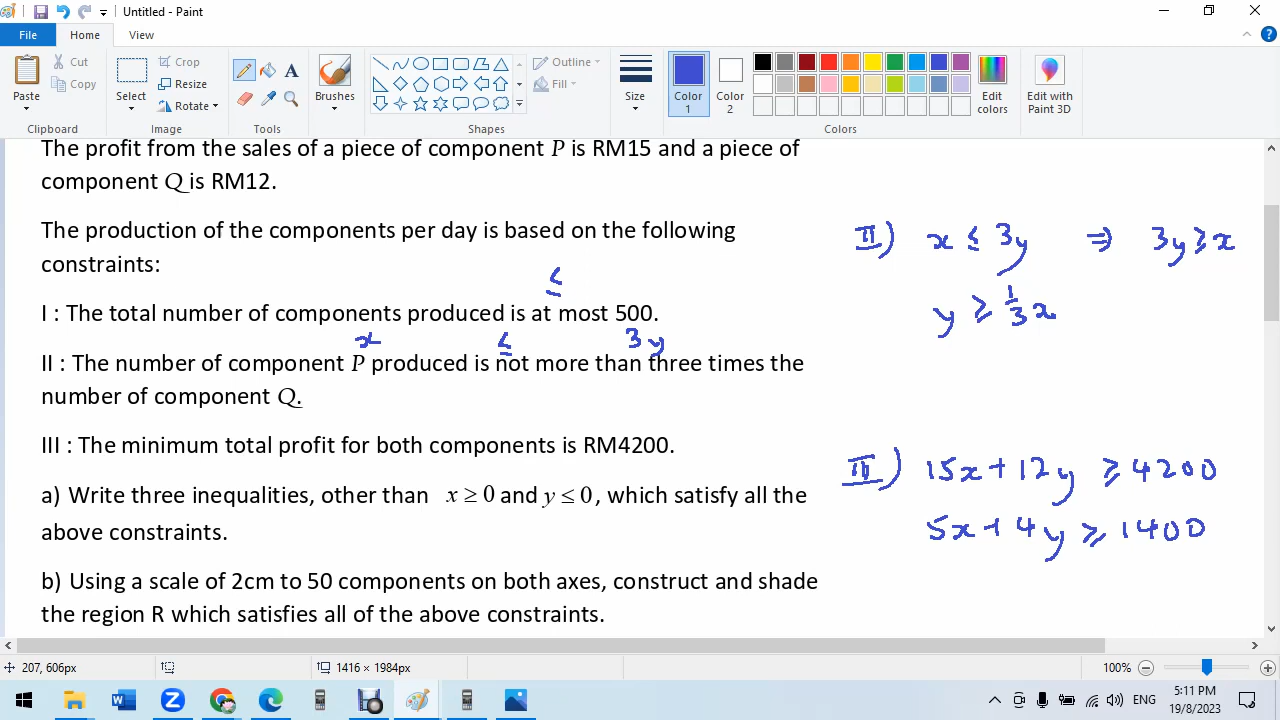 Untitled - Paint
File Home View
Paste Cut Copy
Clipboard
Select Crop Resize Rotate
Image
A
Tools
Brushes
Outline Fill
Shapes
Size
Color 1
Color 2
Edit colors
Edit with Paint 3D
Colors
The profit from the sales of a piece of component P is RM15 and a piece of
component Q is RM12.
The production of the components per day is based on the following
constraints:
≤
I : The total number of components produced is at most 500.
x ≤ 3y
II : The number of component P produced is not more than three times the
number of component Q.
III : The minimum total profit for both components is RM4200.
a) Write three inequalities, other than x ≥ 0 and y ≤ 0, which satisfy all the
above constraints.
b) Using a scale of 2cm to 50 components on both axes, construct and shade
the region R which satisfies all of the above constraints.
II) x ≤ 3y ⇒ 3y ≥ x
y ≥ 1/3 x
III) 15x + 12y ≥ 4200
5x + 4y ≥ 1400
207, 606px 1416 × 1984px 100%
ENG 5:11 PM
19/8/2023